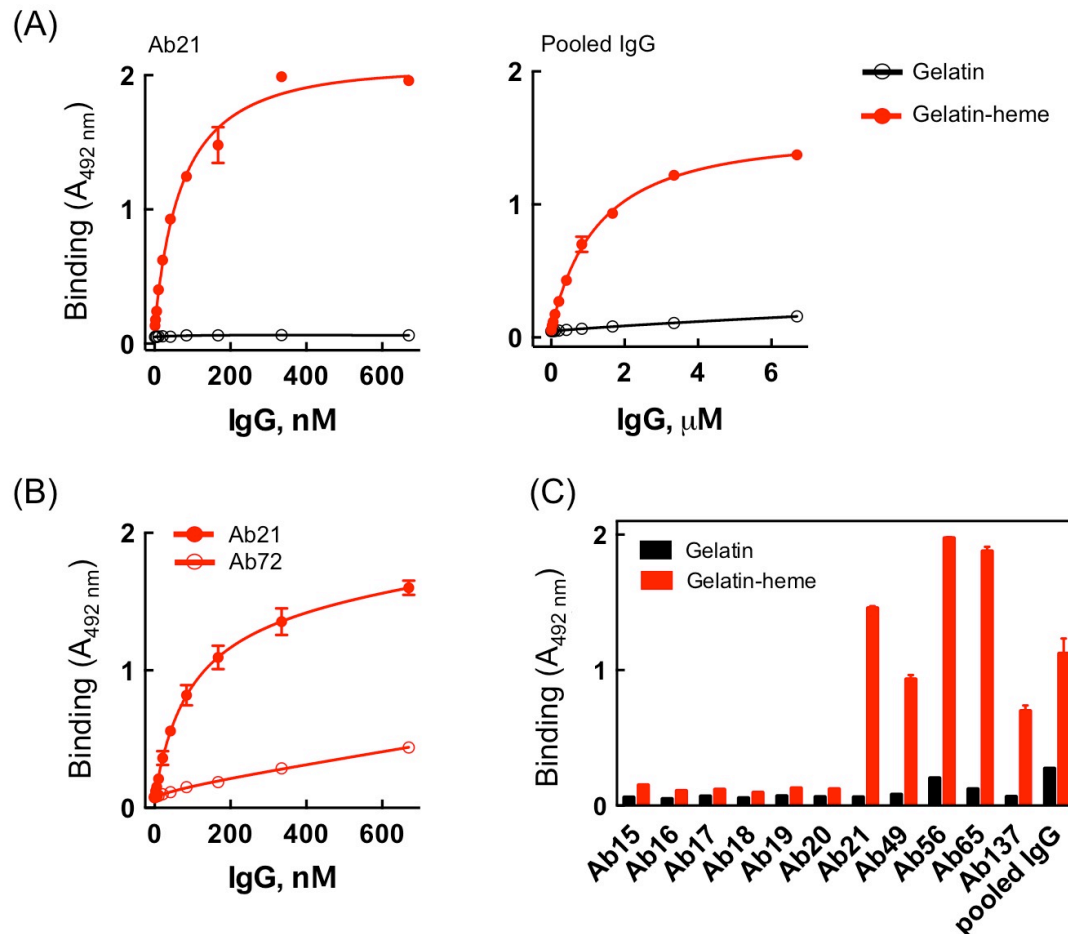 (A)
Ab21
Binding (A492 nm)
2
1
0
0 200 400 600
IgG, nM
Pooled IgG
2
1
0
0 2 4 6
IgG, μM
Gelatin
Gelatin-heme
(B)
Ab21
Ab72
Binding (A492 nm)
2
1
0
0 200 400 600
IgG, nM
(C)
Gelatin
Gelatin-heme
Binding (A492 nm)
2
1
0
Ab15
Ab16
Ab17
Ab18
Ab19
Ab20
Ab21
Ab49
Ab56
Ab65
Ab137
pooled IgG